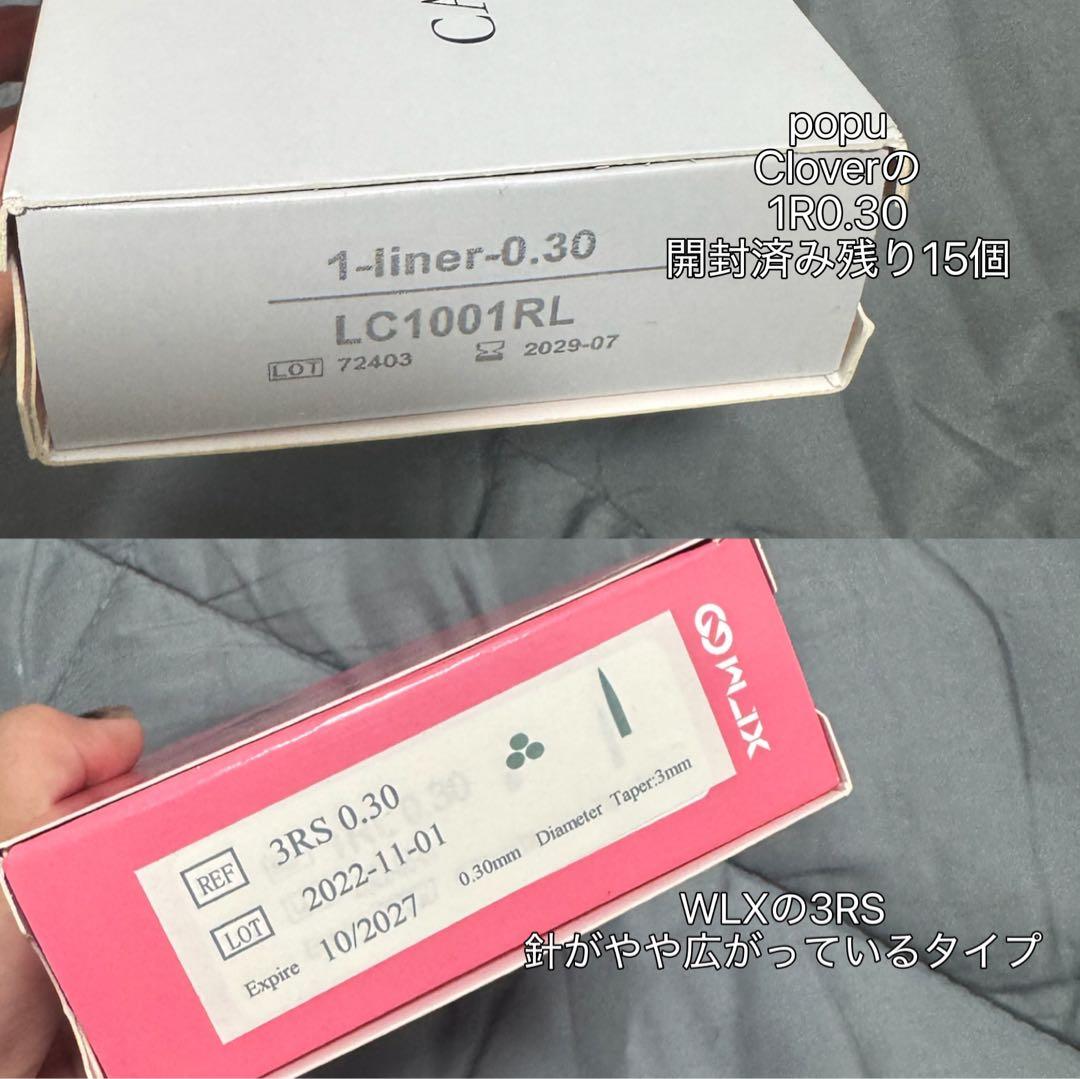 CA
popu
Cloverの
1R0.30
開封済み残り15個
1-liner-0.30
LC1001RL
LOT 72403 2029-07
WLX
REF 3RS 0.30
LOT 2022-11-01
Expire 10/2027
0.30mm Diameter Taper:3mm
WLXの3RS
針がやや広がっているタイプ